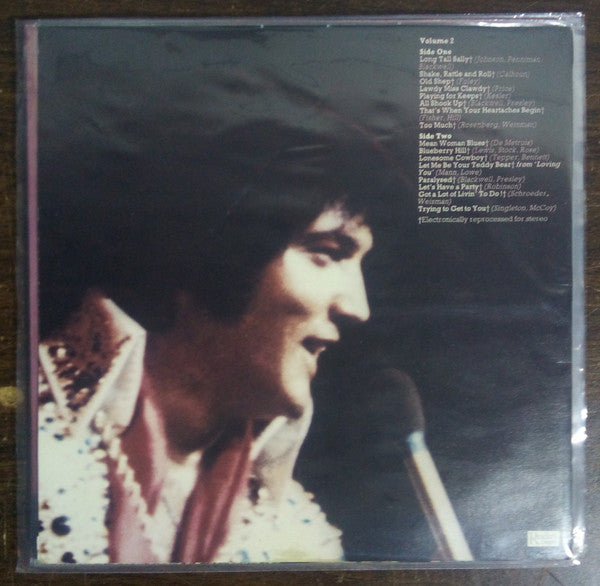 Volume 2
Side One
Long Tall Sally† (Johnson, Penniman,
Blackwell)
Shake, Rattle and Roll† (Calhoun)
Old Shep† (Foley)
Lawdy Miss Clawdy† (Price)
Playing for Keeps† (Kesler)
All Shook Up† (Blackwell, Presley)
That's When Your Heartaches Begin†
(Fisher, Hill)
Too Much† (Rosenberg, Weisman)
Side Two
Mean Woman Blues† (De Metruis)
Blueberry Hill† (Lewis, Stock, Rose)
Lonesome Cowboy† (Tepper, Bennett)
Let Me Be Your Teddy Bear† from 'Loving
You' (Mann, Lowe)
Paralysed† (Blackwell, Presley)
Let's Have a Party† (Robinson)
Got a Lot of Livin' To Do!† (Schroeder,
Weisman)
Trying to Get to You† (Singleton, McCoy)
†Electronically reprocessed for stereo